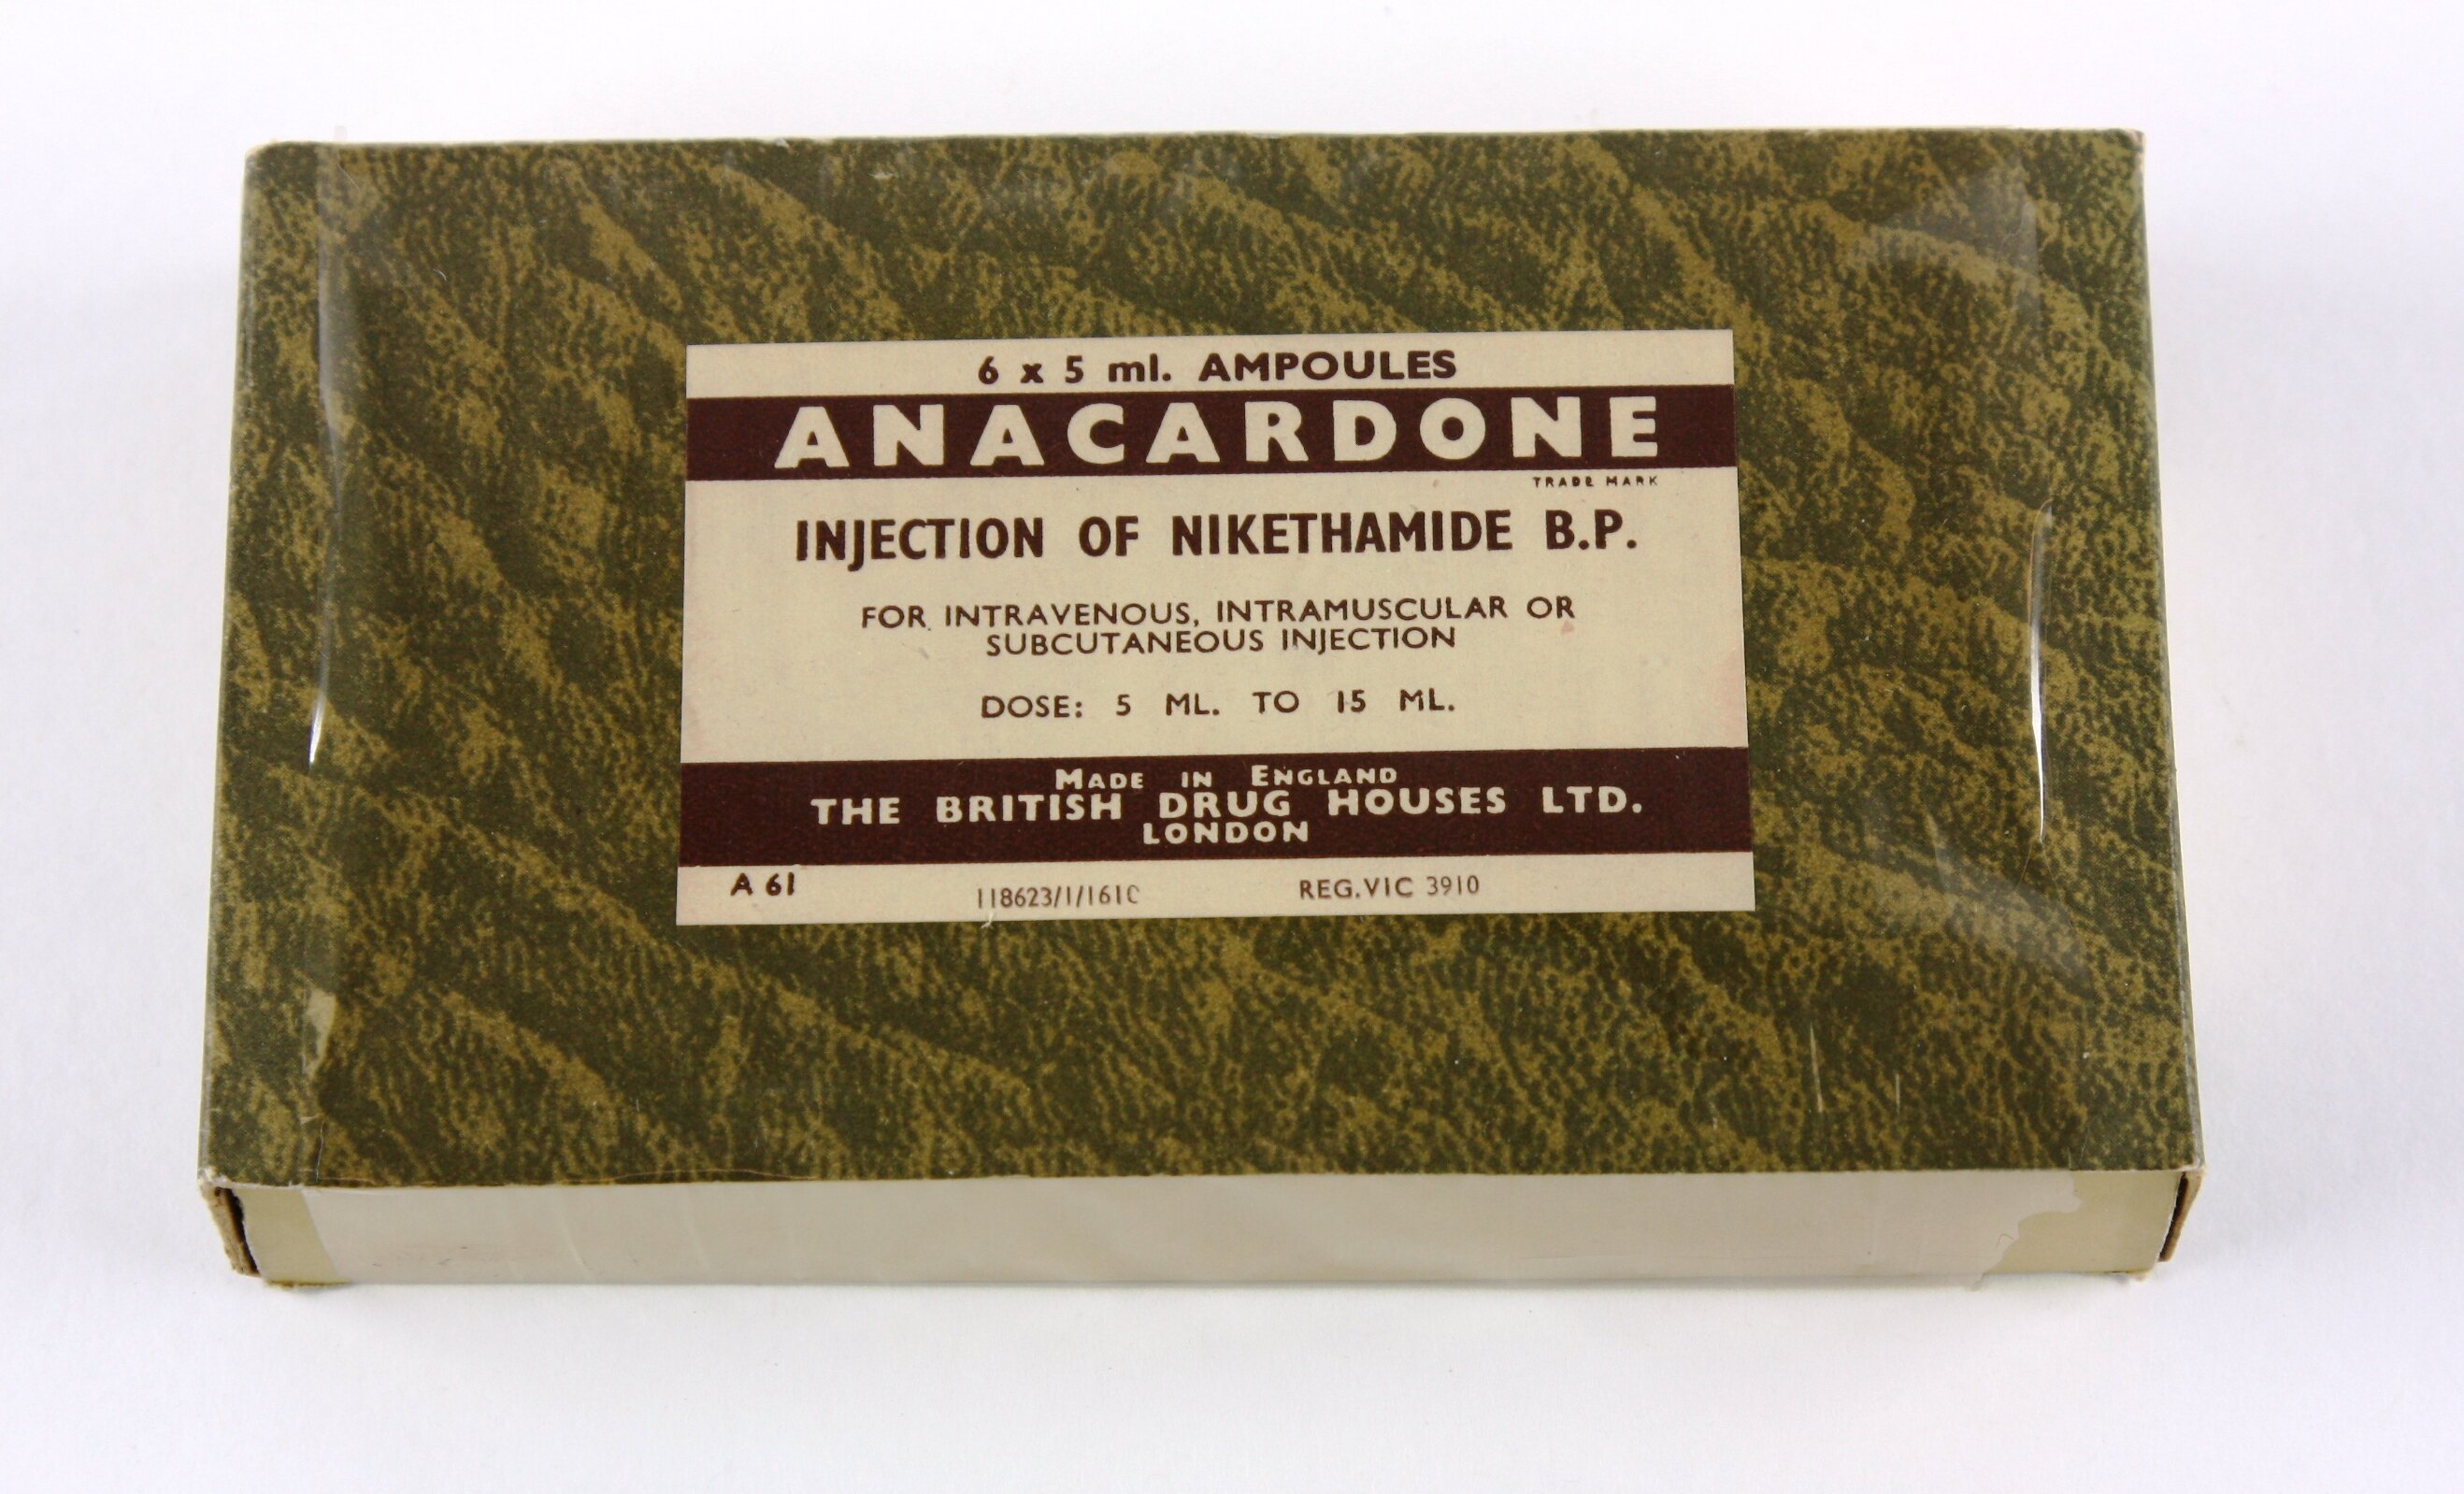 6 x 5 ml. AMPOULES
ANACARDONE
TRADE MARK
INJECTION OF NIKETHAMIDE B.P.
FOR INTRAVENOUS, INTRAMUSCULAR OR
SUBCUTANEOUS INJECTION
DOSE: 5 ML. TO 15 ML.
MADE IN ENGLAND
THE BRITISH DRUG HOUSES LTD.
LONDON
A 61 118623/1/161C REG.VIC 3910